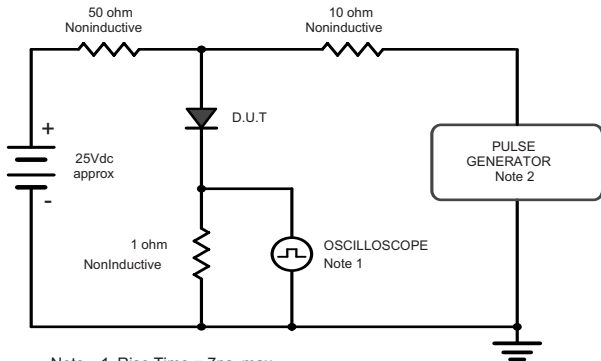 50 ohm
Noninductive
10 ohm
Noninductive
D.U.T
+
25Vdc
approx
-
PULSE
GENERATOR
Note 2
1 ohm
NonInductive
OSCILLOSCOPE
Note 1